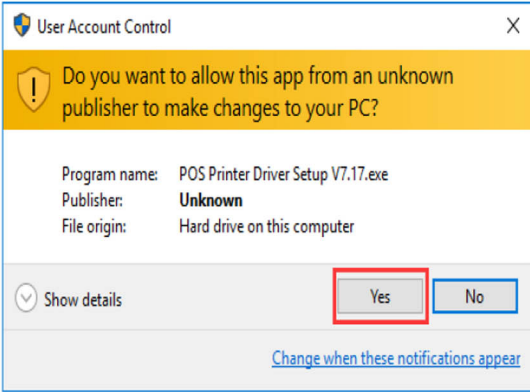 User Account Control
Do you want to allow this app from an unknown
publisher to make changes to your PC?
Program name: POS Printer Driver Setup V7.17.exe
Publisher: Unknown
File origin: Hard drive on this computer
Show details
Yes
No
Change when these notifications appear